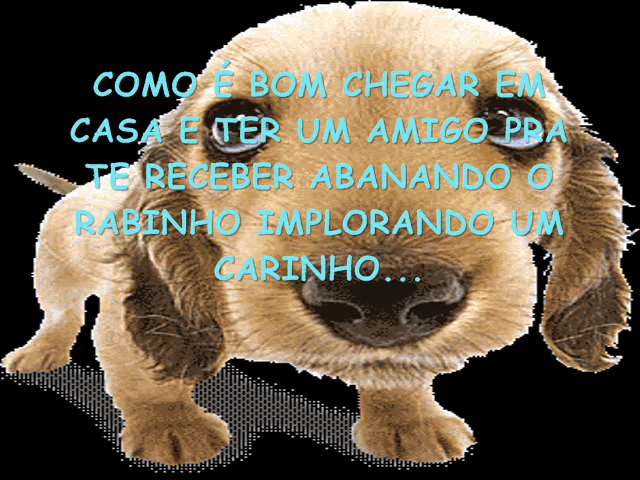 COMO É BOM CHEGAR EM
CASA E TER UM AMIGO PRA
TE RECEBER ABANANDO O
RABINHO IMPLORANDO UM
CARINHO...